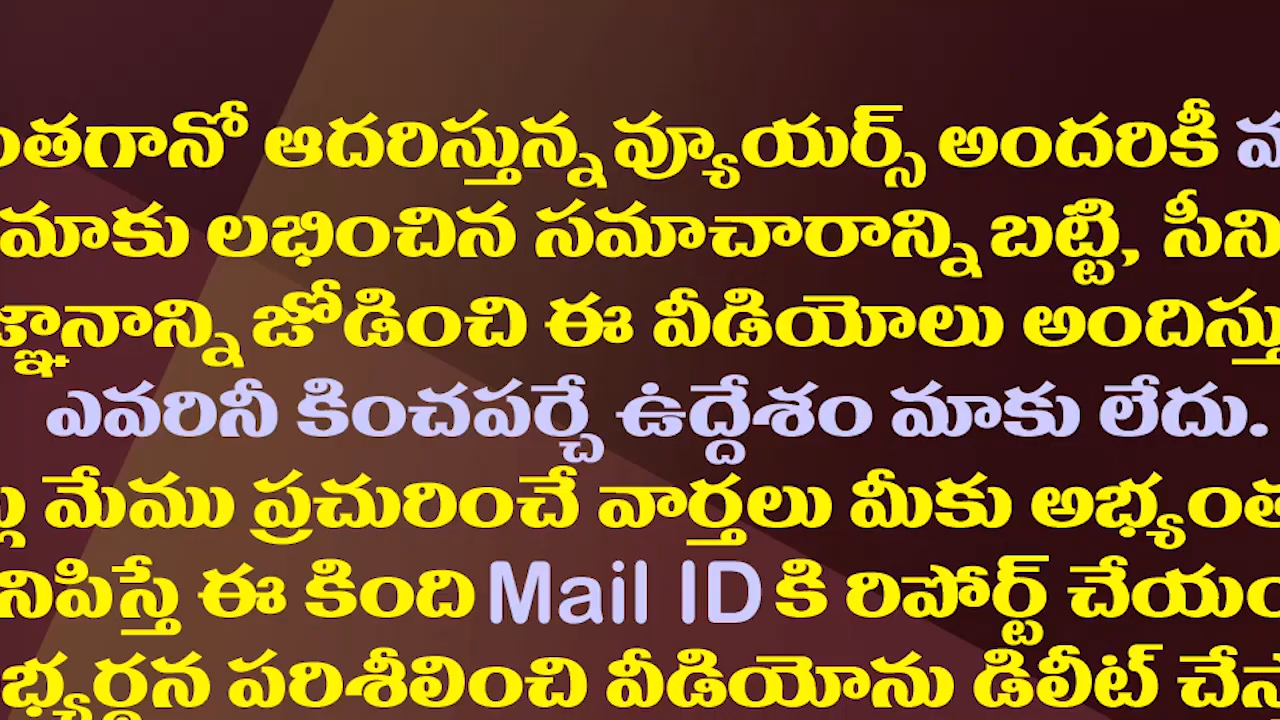 ంతగానో ఆదరిస్తున్న వ్యూయర్స్ అందరికీ
మాకు లభించిన సమాచారాన్ని బట్టి, సీని
జ్ఞానాన్ని జోడించి ఈ వీడియోలు అందిస్తు
ఎవరినీ కించపర్చే ఉద్దేశం మాకు లేదు.
మేము ప్రచురించే వార్తలు మీకు అభ్యంత
నిపిస్తే ఈ కింది Mail ID కి రిపోర్ట్ చేయం
భ్యర్ధన పరిశీలించి వీడియోను డిలీట్ చేస